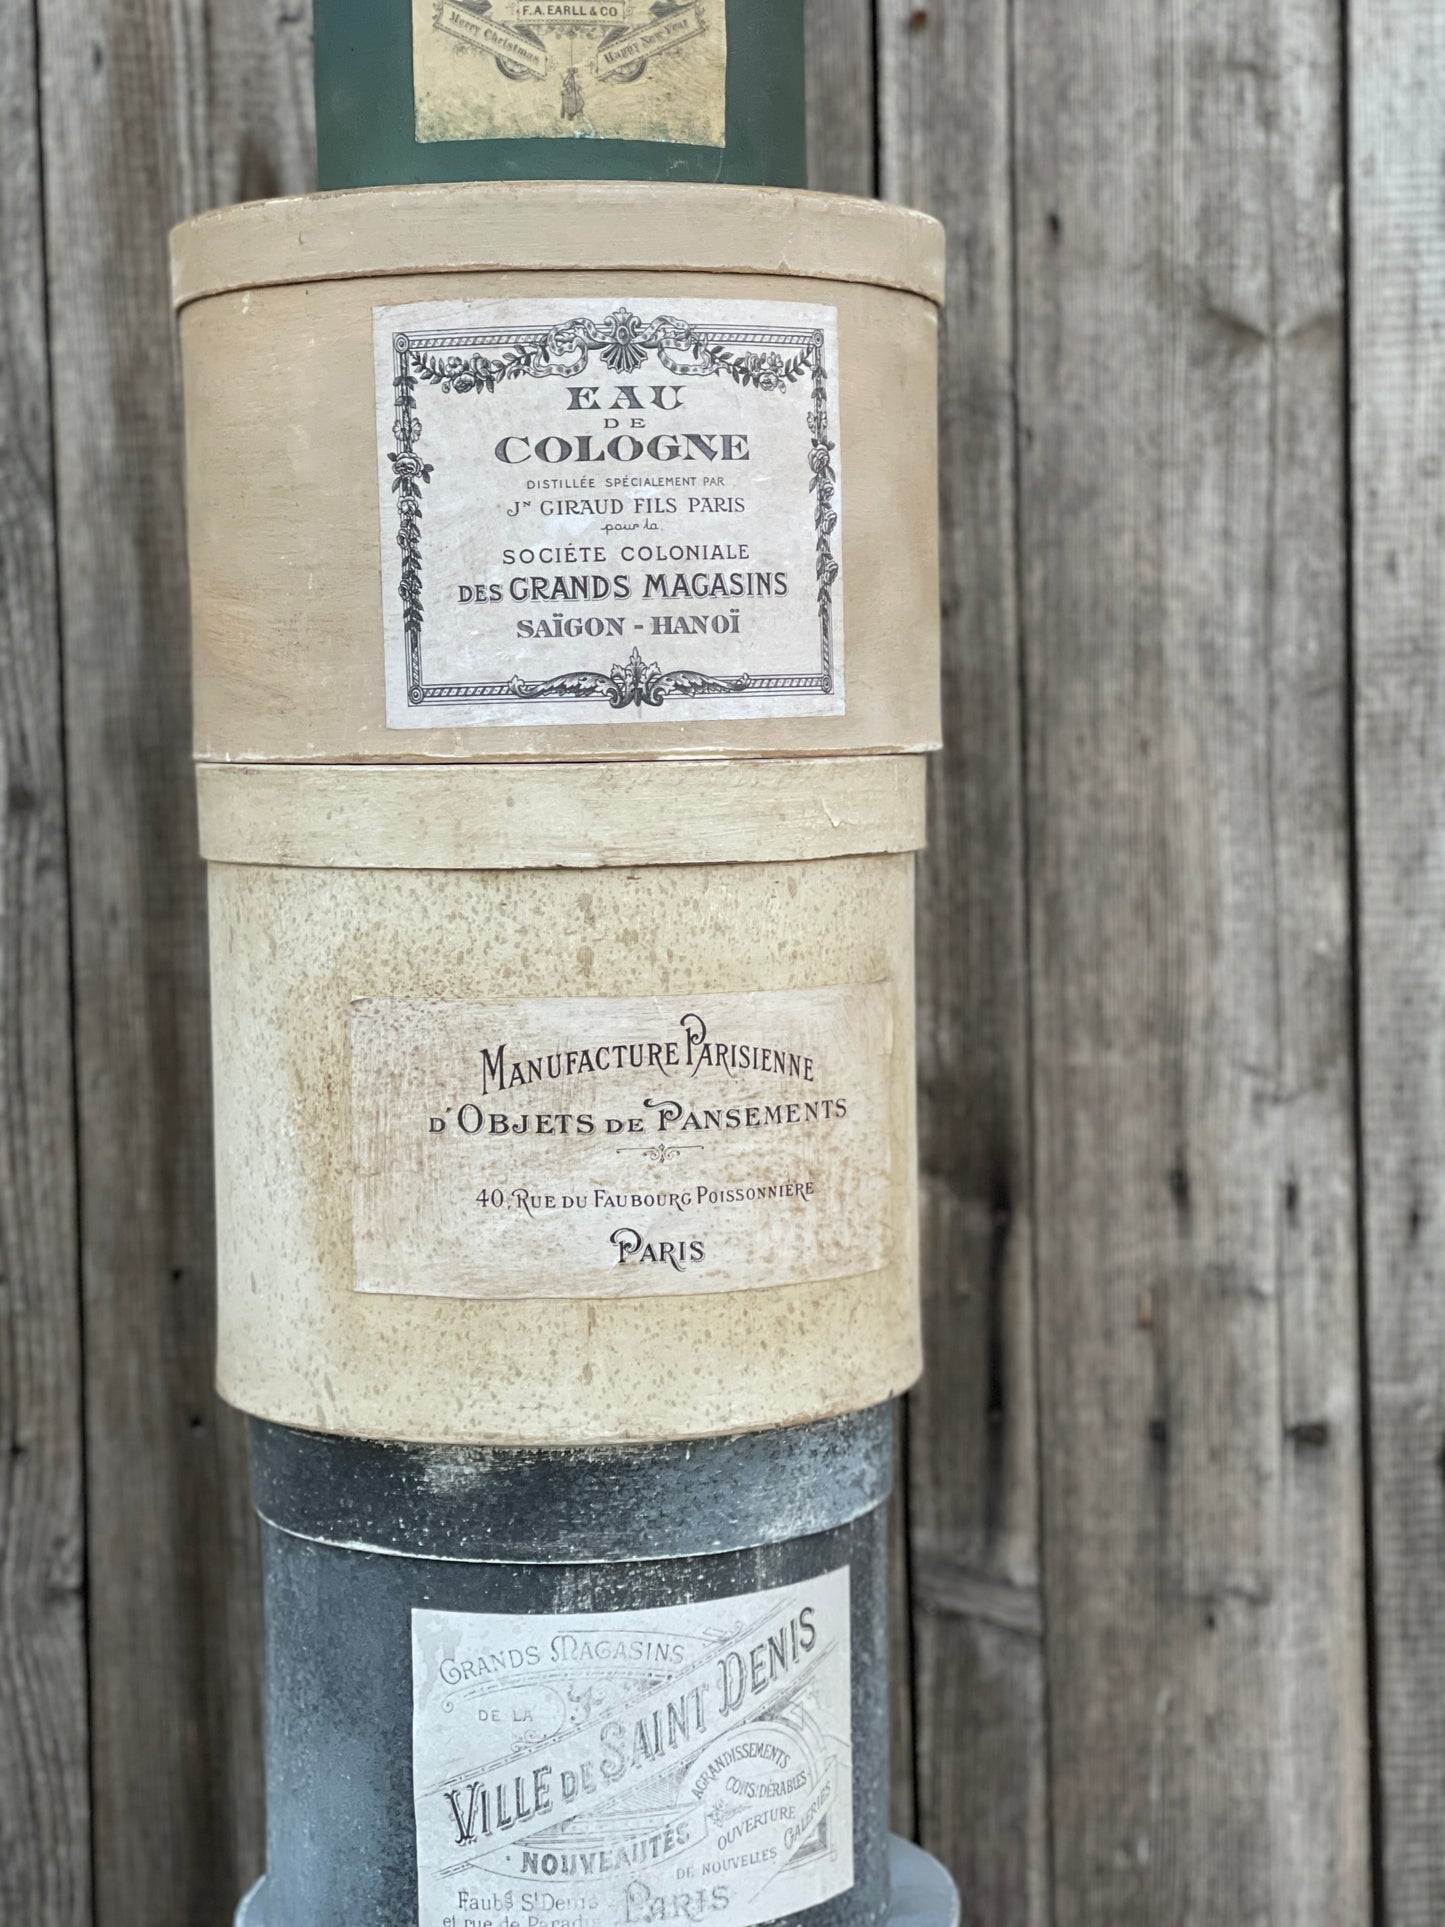 F. A. EARLL & CO
Merry Christmas
Happy New Year
EAU
DE
COLOGNE
DISTILLÉE SPÉCIALEMENT PAR
Jᴺ GIRAUD FILS PARIS
pour la
SOCIÉTE COLONIALE
DES GRANDS MAGASINS
SAÏGON - HANOÏ
MANUFACTURE PARISIENNE
D'OBJETS DE PANSEMENTS
40, RUE DU FAUBOURG POISSONNIÈRE
PARIS
GRANDS MAGASINS
DE LA
VILLE DE SAINT DENIS
NOUVEAUTÉS
AGRANDISSEMENTS
CONSIDÉRABLES
OUVERTURE
DE NOUVELLES GALERIES
Faubg St Denis
PARIS
et rue de Paradis